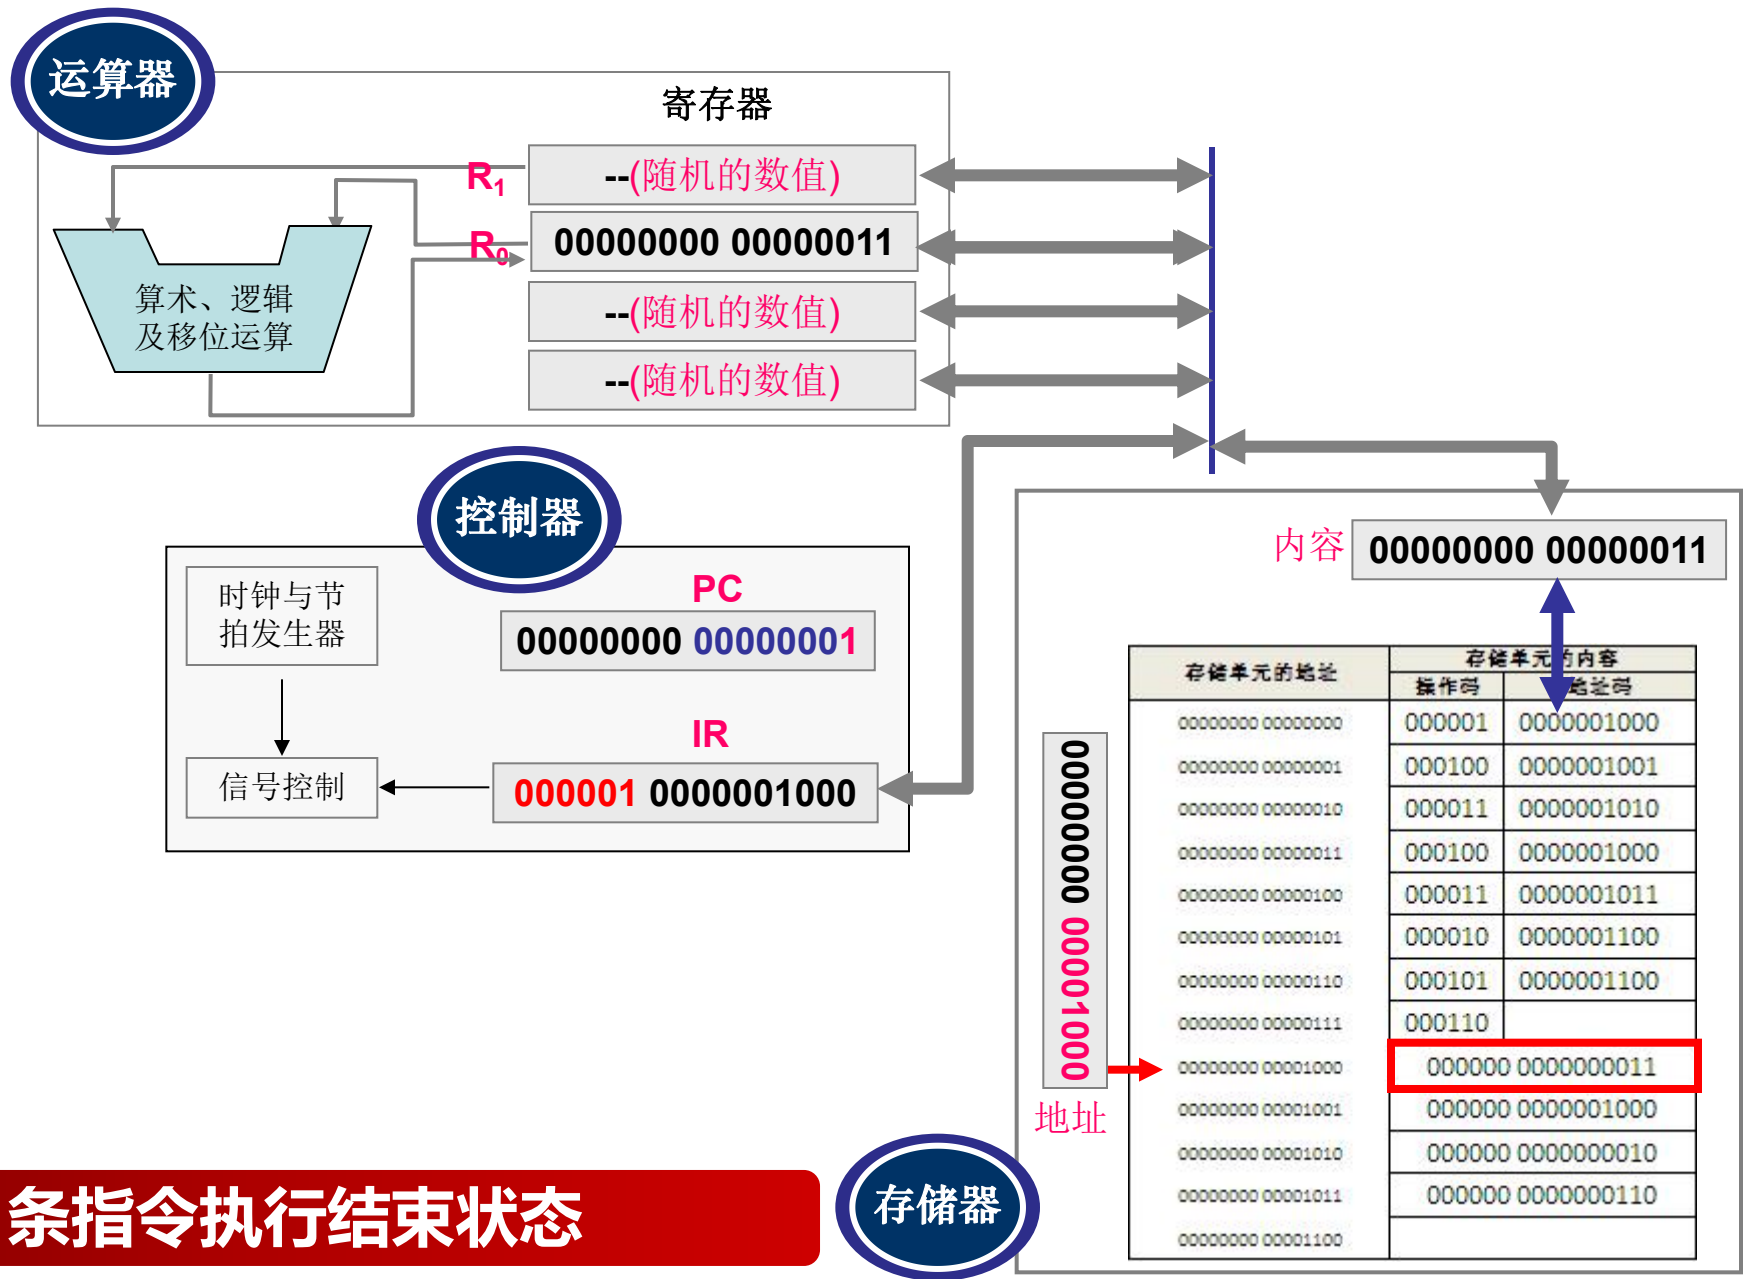 运算器
寄存器
R1
--(随机的数值)
R0
00000000 00000011
--(随机的数值)
--(随机的数值)
算术、逻辑
及移位运算
控制器
时钟与节
拍发生器
信号控制
PC
00000000 00000001
IR
000001 0000001000
内容
00000000 00000011
00000000 00001000
地址
存储单元的地址 存储单元的内容
操作码 地址码
00000000 00000000 000001 0000001000
00000000 00000001 000100 0000001001
00000000 00000010 000011 0000001010
00000000 00000011 000100 0000001000
00000000 00000100 000011 0000001011
00000000 00000101 000010 0000001100
00000000 00000110 000101 0000001100
00000000 00000111 000110
00000000 00001000 000000 0000000011
00000000 00001001 000000 0000001000
00000000 00001010 000000 0000000010
00000000 00001011 000000 0000000110
00000000 00001100
存储器
条指令执行结束状态